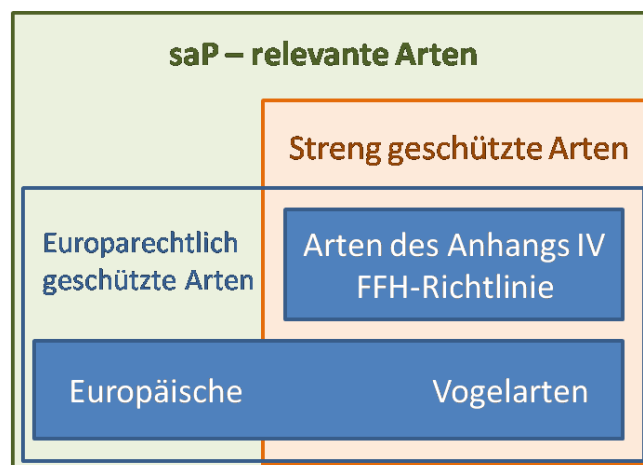 saP – relevante Arten
Streng geschützte Arten
Europarechtlich
geschützte Arten
Arten des Anhangs IV
FFH-Richtlinie
Europäische Vogelarten